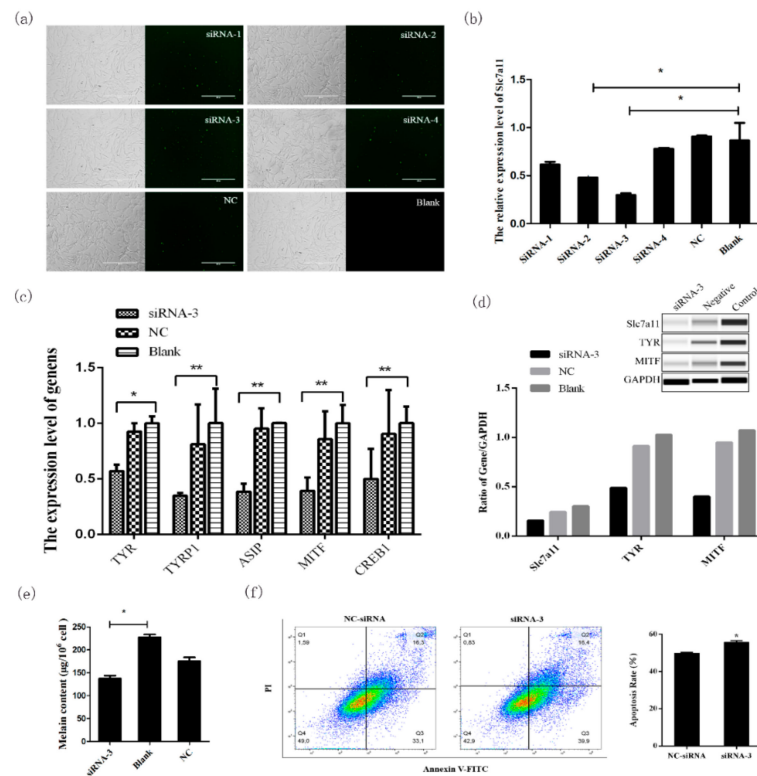 (a)
siRNA-1
siRNA-2
siRNA-3
siRNA-4
NC
Blank
(b)
The relative expression level of Slc7a11
1.5
1.0
0.5
0.0
*
*
SiRNA-1
SiRNA-2
SiRNA-3
SiRNA-4
NC
Blank
(c)
siRNA-3
NC
Blank
The expression level of genens
1.5
1.0
0.5
0.0
*
**
**
**
**
TYR
TYRP1
ASIP
MITF
CREB1
(d)
siRNA-3
Negative
Control
Slc7a11
TYR
MITF
GAPDH
siRNA-3
NC
Blank
Ratio of Gene/GAPDH
1.5
1.0
0.5
0.0
Slc7a11
TYR
MITF
(e)
Melain content (μg/10⁶ cell)
250
200
150
100
50
0
*
siRNA-3
Blank
NC
(f)
NC-siRNA
Q1
1.59
Q2
16.3
Q4
49.0
Q3
33.1
PI
siRNA-3
Q1
0.83
Q2
16.4
Q4
42.9
Q3
39.9
Annexin V-FITC
Apoptosis Rate (%)
60
40
20
0
NC-siRNA
siRNA-3